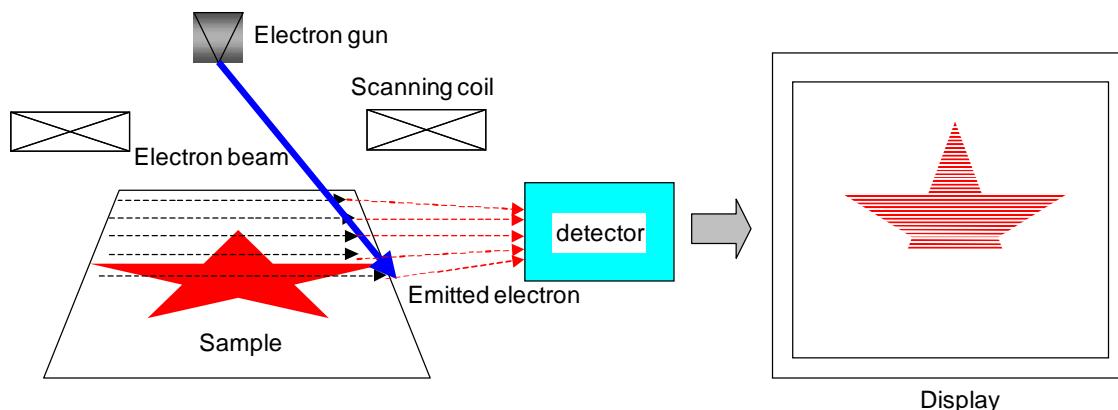 Electron gun
Scanning coil
Electron beam
detector
Emitted electron
Sample
Display